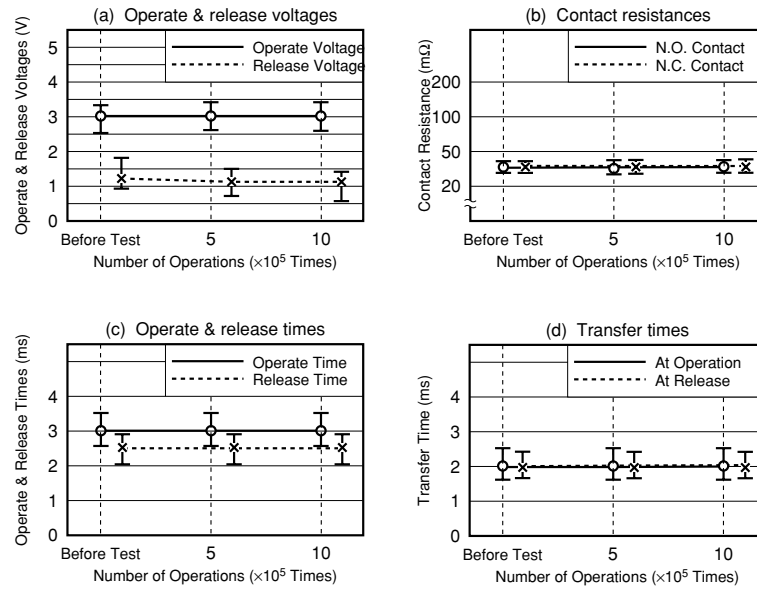 (a) Operate & release voltages
Operate & Release Voltages (V)
Operate Voltage
Release Voltage
5
4
3
2
1
0
Before Test
5
10
Number of Operations (×10⁵ Times)
(b) Contact resistances
Contact Resistance (mΩ)
N.O. Contact
N.C. Contact
200
100
50
20
Before Test
5
10
Number of Operations (×10⁵ Times)
(c) Operate & release times
Operate & Release Times (ms)
Operate Time
Release Time
4
3
2
1
0
Before Test
5
10
Number of Operations (×10⁵ Times)
(d) Transfer times
Transfer Time (ms)
At Operation
At Release
4
3
2
1
0
Before Test
5
10
Number of Operations (×10⁵ Times)